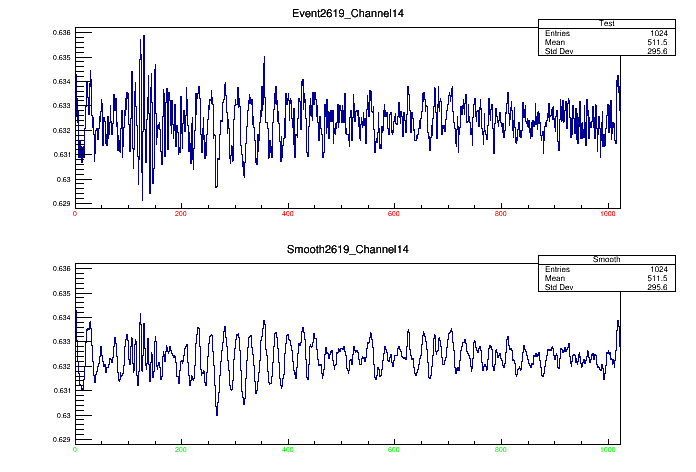 Event2619_Channel14
Test
Entries 1024
Mean 511.5
Std Dev 295.6
0.636
0.635
0.634
0.633
0.632
0.631
0.63
0.629
0 200 400 600 800 1000
Smooth2619_Channel14
Smooth
Entries 1024
Mean 511.5
Std Dev 295.6
0.636
0.635
0.634
0.633
0.632
0.631
0.63
0.629
0 200 400 600 800 1000